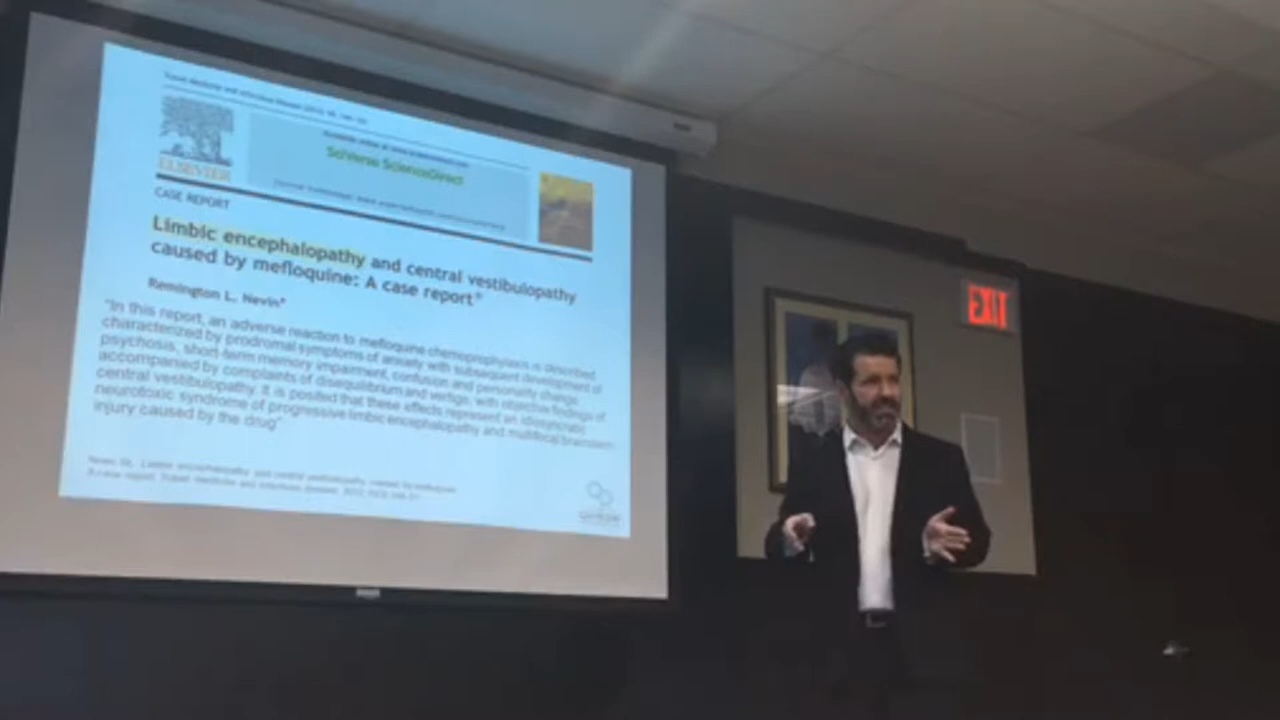 ELSEVIER
SciVerse ScienceDirect
CASE REPORT
Limbic encephalopathy and central vestibulopathy
caused by mefloquine: A case report*
Remington L. Nevin*
"In this report, an adverse reaction to mefloquine chemoprophylaxis is described
characterized by prodromal symptoms of anxiety with subsequent development of
psychosis, short-term memory impairment, confusion and personality change
accompanied by complaints of disequilibrium and vertigo, with objective findings of
central vestibulopathy. It is posited that these effects represent an idiosyncratic
neurotoxic syndrome of progressive limbic encephalopathy and multifocal brainstem
injury caused by the drug"
EXIT